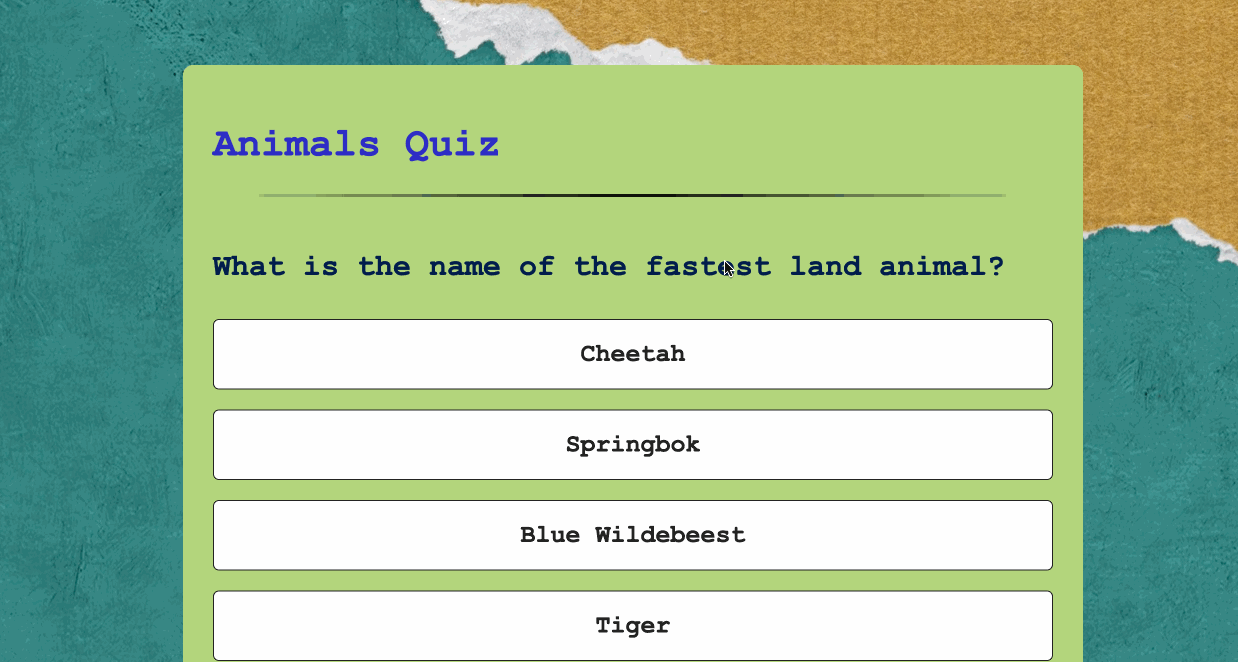 Animals Quiz
What is the name of the fastest land animal?
Cheetah
Springbok
Blue Wildebeest
Tiger